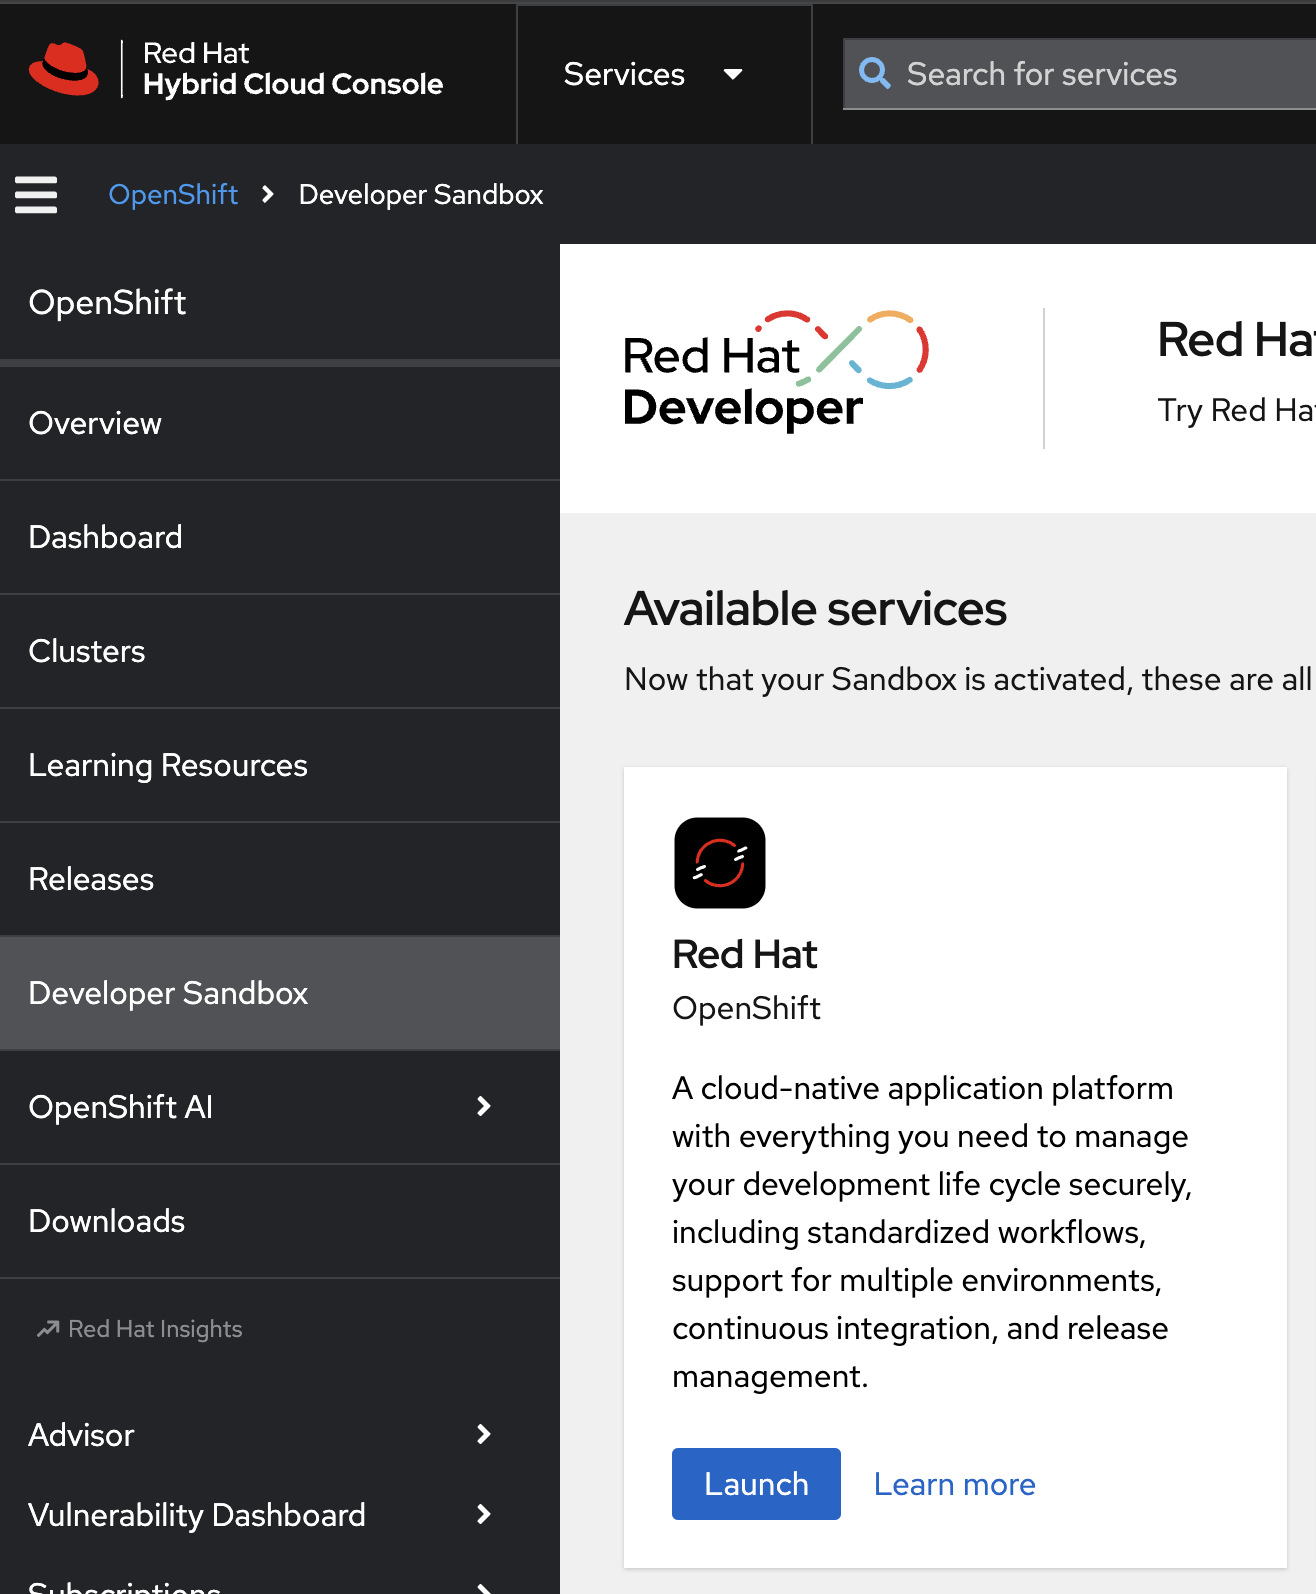 Red Hat
Hybrid Cloud Console
Services
Search for services
OpenShift
Developer Sandbox
OpenShift
Overview
Dashboard
Clusters
Learning Resources
Releases
Developer Sandbox
OpenShift AI
Downloads
Red Hat Insights
Advisor
Vulnerability Dashboard
Subscriptions
Red Hat
Developer
Red Ha
Try Red Ha
Available services
Now that your Sandbox is activated, these are all
Red Hat
OpenShift
A cloud-native application platform
with everything you need to manage
your development life cycle securely,
including standardized workflows,
support for multiple environments,
continuous integration, and release
management.
Launch
Learn more